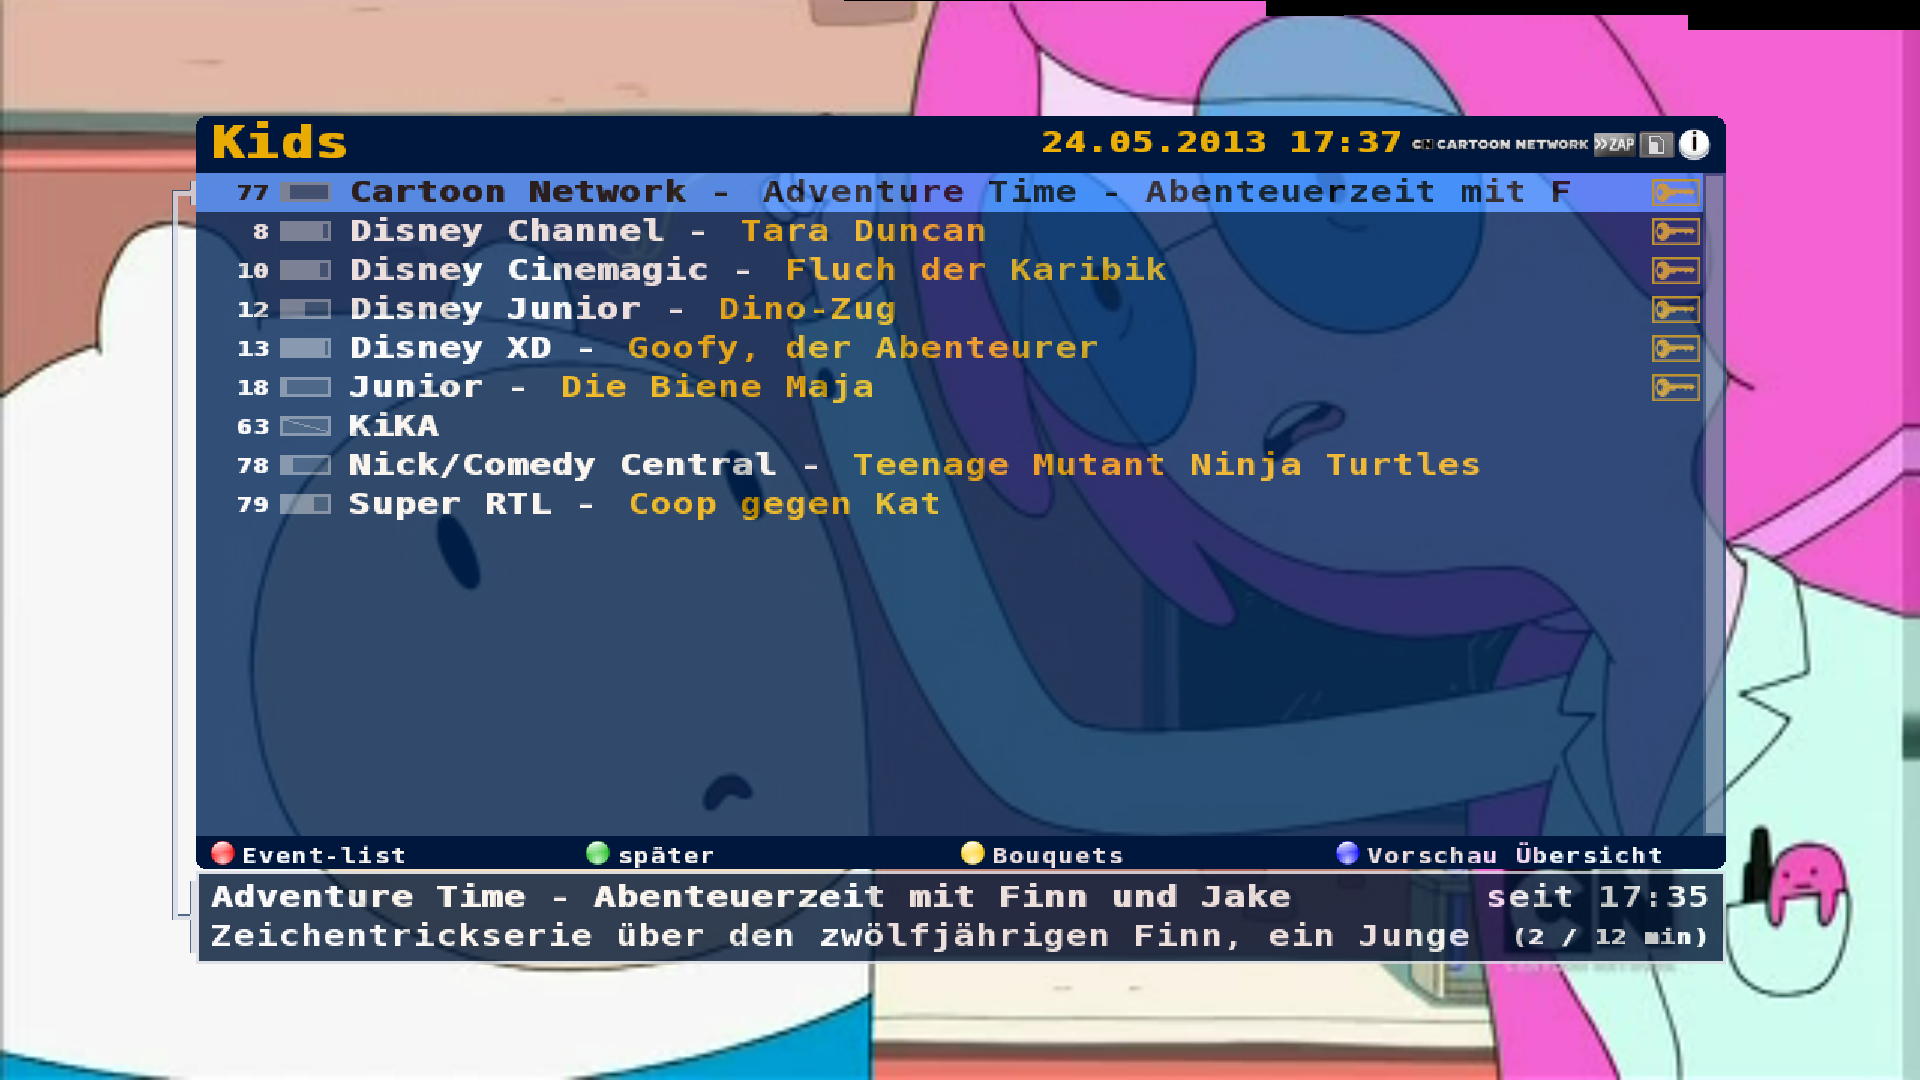 Kids 24.05.2013 17:37 CN CARTOON NETWORK »ZAP i
77 Cartoon Network - Adventure Time - Abenteuerzeit mit F
8 Disney Channel - Tara Duncan
10 Disney Cinemagic - Fluch der Karibik
12 Disney Junior - Dino-Zug
13 Disney XD - Goofy, der Abenteurer
18 Junior - Die Biene Maja
63 KiKA
78 Nick/Comedy Central - Teenage Mutant Ninja Turtles
79 Super RTL - Coop gegen Kat
Event-list später Bouquets Vorschau Übersicht
Adventure Time - Abenteuerzeit mit Finn und Jake seit 17:35
Zeichentrickserie über den zwölfjährigen Finn, ein Junge (2 / 12 min)
CARTOON NETWORK